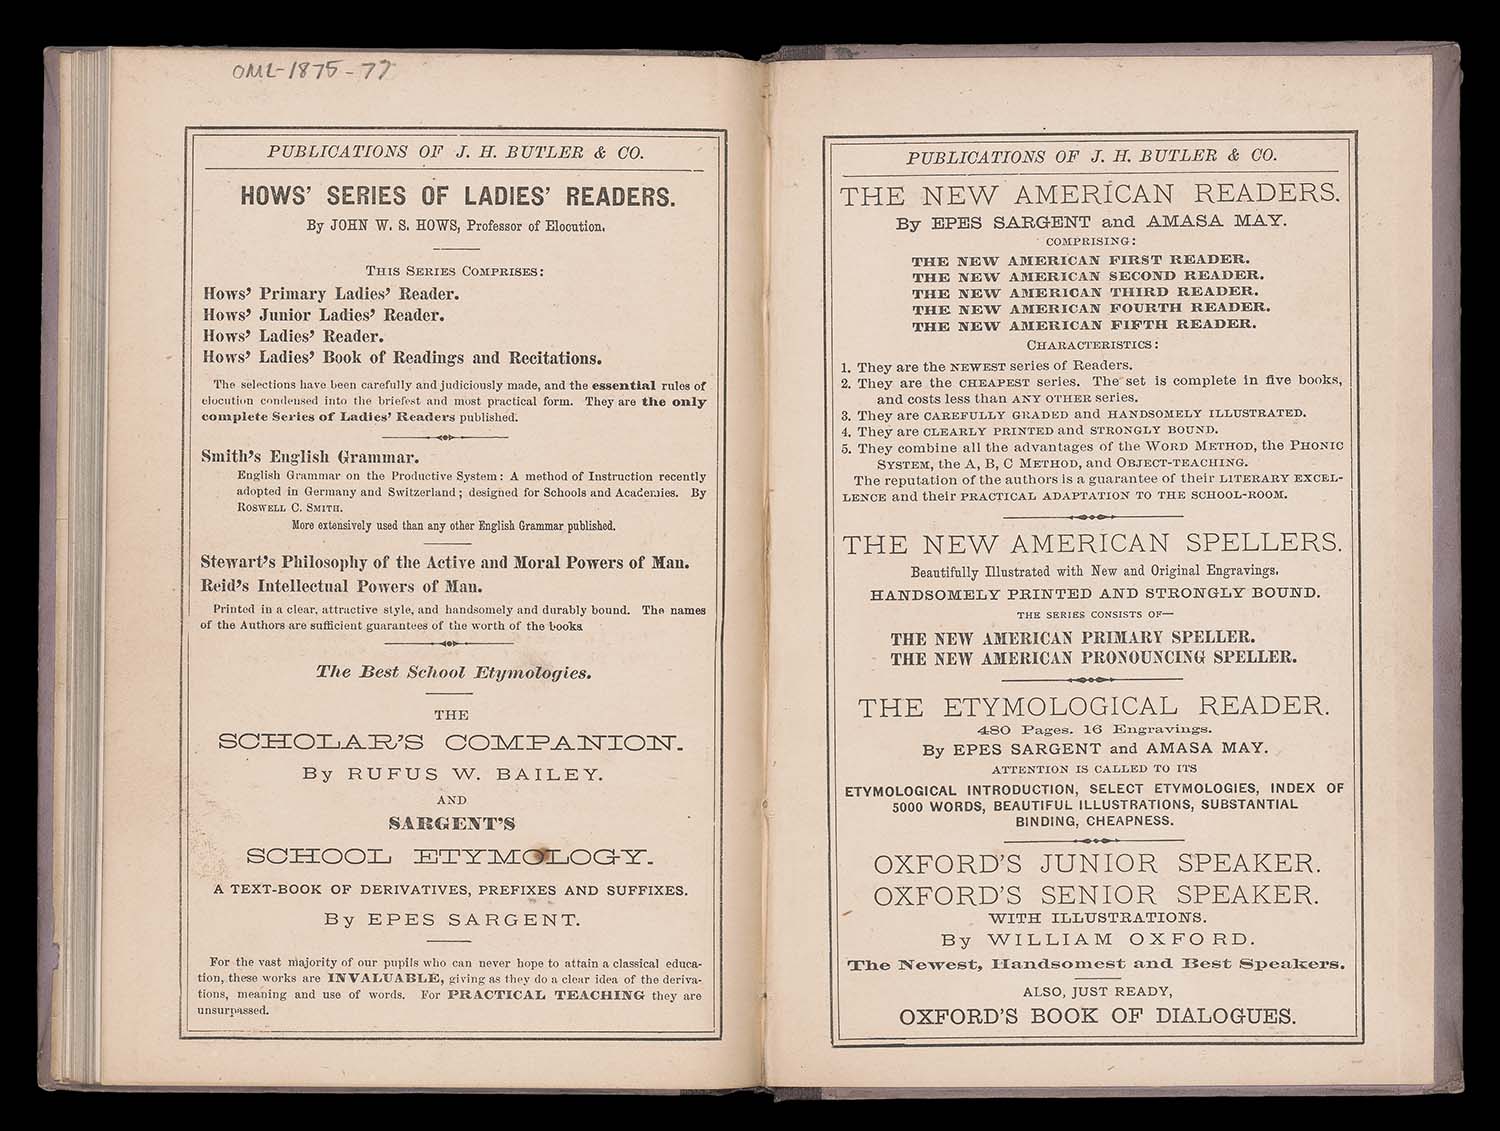 OML-1875-77
PUBLICATIONS OF J. H. BUTLER & CO.
HOWS' SERIES OF LADIES' READERS.
By JOHN W. S. HOWS, Professor of Elocution.
THIS SERIES COMPRISES:
Hows' Primary Ladies' Reader.
Hows' Junior Ladies' Reader.
Hows' Ladies' Reader.
Hows' Ladies' Book of Readings and Recitations.
The selections have been carefully and judiciously made, and the essential rules of
elocution condensed into the briefest and most practical form. They are the only
complete Series of Ladies' Readers published.
Smith's English Grammar.
English Grammar on the Productive System: A method of Instruction recently
adopted in Germany and Switzerland; designed for Schools and Academies. By
ROSWELL C. SMITH.
More extensively used than any other English Grammar published.
Stewart's Philosophy of the Active and Moral Powers of Man.
Reid's Intellectual Powers of Man.
Printed in a clear, attractive style, and handsomely and durably bound. The names
of the Authors are sufficient guarantees of the worth of the books
The Best School Etymologies.
THE
SCHOLAR'S COMPANION.
By RUFUS W. BAILEY.
AND
SARGENT'S
SCHOOL ETYMOLOGY.
A TEXT-BOOK OF DERIVATIVES, PREFIXES AND SUFFIXES.
By EPES SARGENT.
For the vast majority of our pupils who can never hope to attain a classical educa-
tion, these works are INVALUABLE, giving as they do a clear idea of the deriva-
tions, meaning and use of words. For PRACTICAL TEACHING they are
unsurpassed.
PUBLICATIONS OF J. H. BUTLER & CO.
THE NEW AMERICAN READERS.
By EPES SARGENT and AMASA MAY.
COMPRISING:
THE NEW AMERICAN FIRST READER.
THE NEW AMERICAN SECOND READER.
THE NEW AMERICAN THIRD READER.
THE NEW AMERICAN FOURTH READER.
THE NEW AMERICAN FIFTH READER.
CHARACTERISTICS:
1. They are the NEWEST series of Readers.
2. They are the CHEAPEST series. The set is complete in five books,
and costs less than ANY OTHER series.
3. They are CAREFULLY GRADED and HANDSOMELY ILLUSTRATED.
4. They are CLEARLY PRINTED and STRONGLY BOUND.
5. They combine all the advantages of the WORD METHOD, the PHONIC
SYSTEM, the A, B, C METHOD, and OBJECT-TEACHING.
The reputation of the authors is a guarantee of their LITERARY EXCEL-
LENCE and their PRACTICAL ADAPTATION TO THE SCHOOL-ROOM.
THE NEW AMERICAN SPELLERS.
Beautifully Illustrated with New and Original Engravings.
HANDSOMELY PRINTED AND STRONGLY BOUND.
THE SERIES CONSISTS OF—
THE NEW AMERICAN PRIMARY SPELLER.
THE NEW AMERICAN PRONOUNCING SPELLER.
THE ETYMOLOGICAL READER.
480 Pages. 16 Engravings.
By EPES SARGENT and AMASA MAY.
ATTENTION IS CALLED TO ITS
ETYMOLOGICAL INTRODUCTION, SELECT ETYMOLOGIES, INDEX OF
5000 WORDS, BEAUTIFUL ILLUSTRATIONS, SUBSTANTIAL
BINDING, CHEAPNESS.
OXFORD'S JUNIOR SPEAKER.
OXFORD'S SENIOR SPEAKER.
WITH ILLUSTRATIONS.
By WILLIAM OXFORD.
The Newest, Handsomest and Best Speakers.
ALSO, JUST READY,
OXFORD'S BOOK OF DIALOGUES.